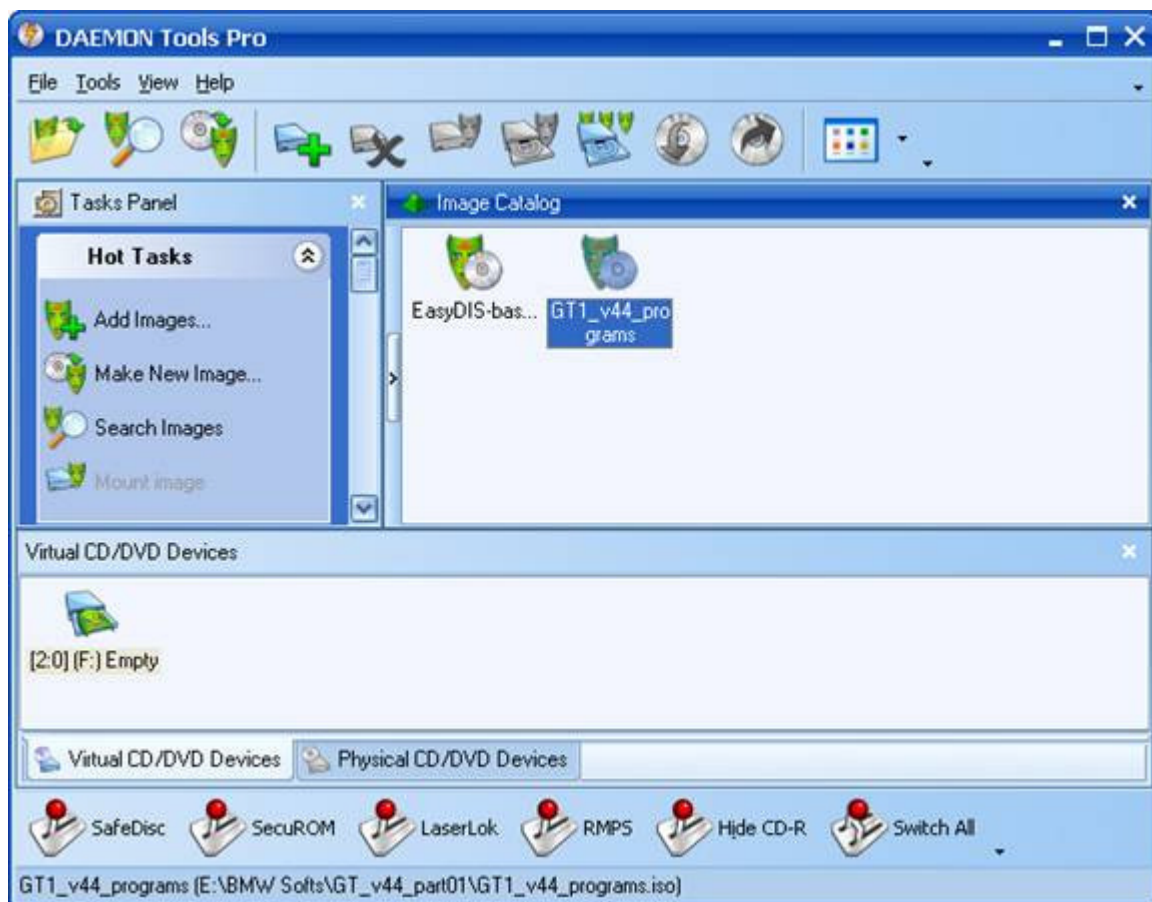 DAEMON Tools Pro
File Tools View Help
Tasks Panel
Image Catalog
Hot Tasks
Add Images...
Make New Image...
Search Images
Mount image
EasyDIS-bas...
GT1_v44_pro
grams
Virtual CD/DVD Devices
[2:0] (F:) Empty
Virtual CD/DVD Devices
Physical CD/DVD Devices
SafeDisc
SecuROM
LaserLok
RMPS
Hide CD-R
Switch All
GT1_v44_programs (E:\BMW Softs\GT_v44_part01\GT1_v44_programs.iso)